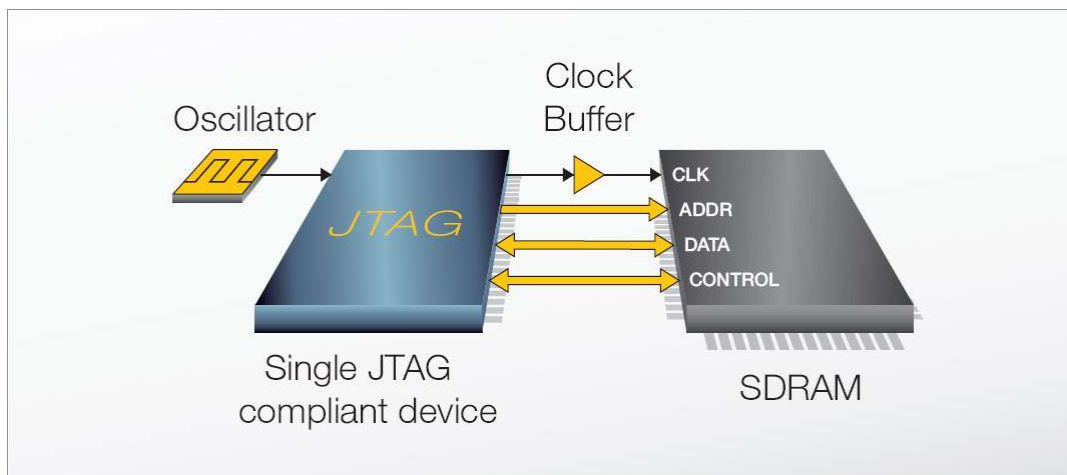 Oscillator
Clock
Buffer
JTAG
CLK
ADDR
DATA
CONTROL
Single JTAG
compliant device
SDRAM